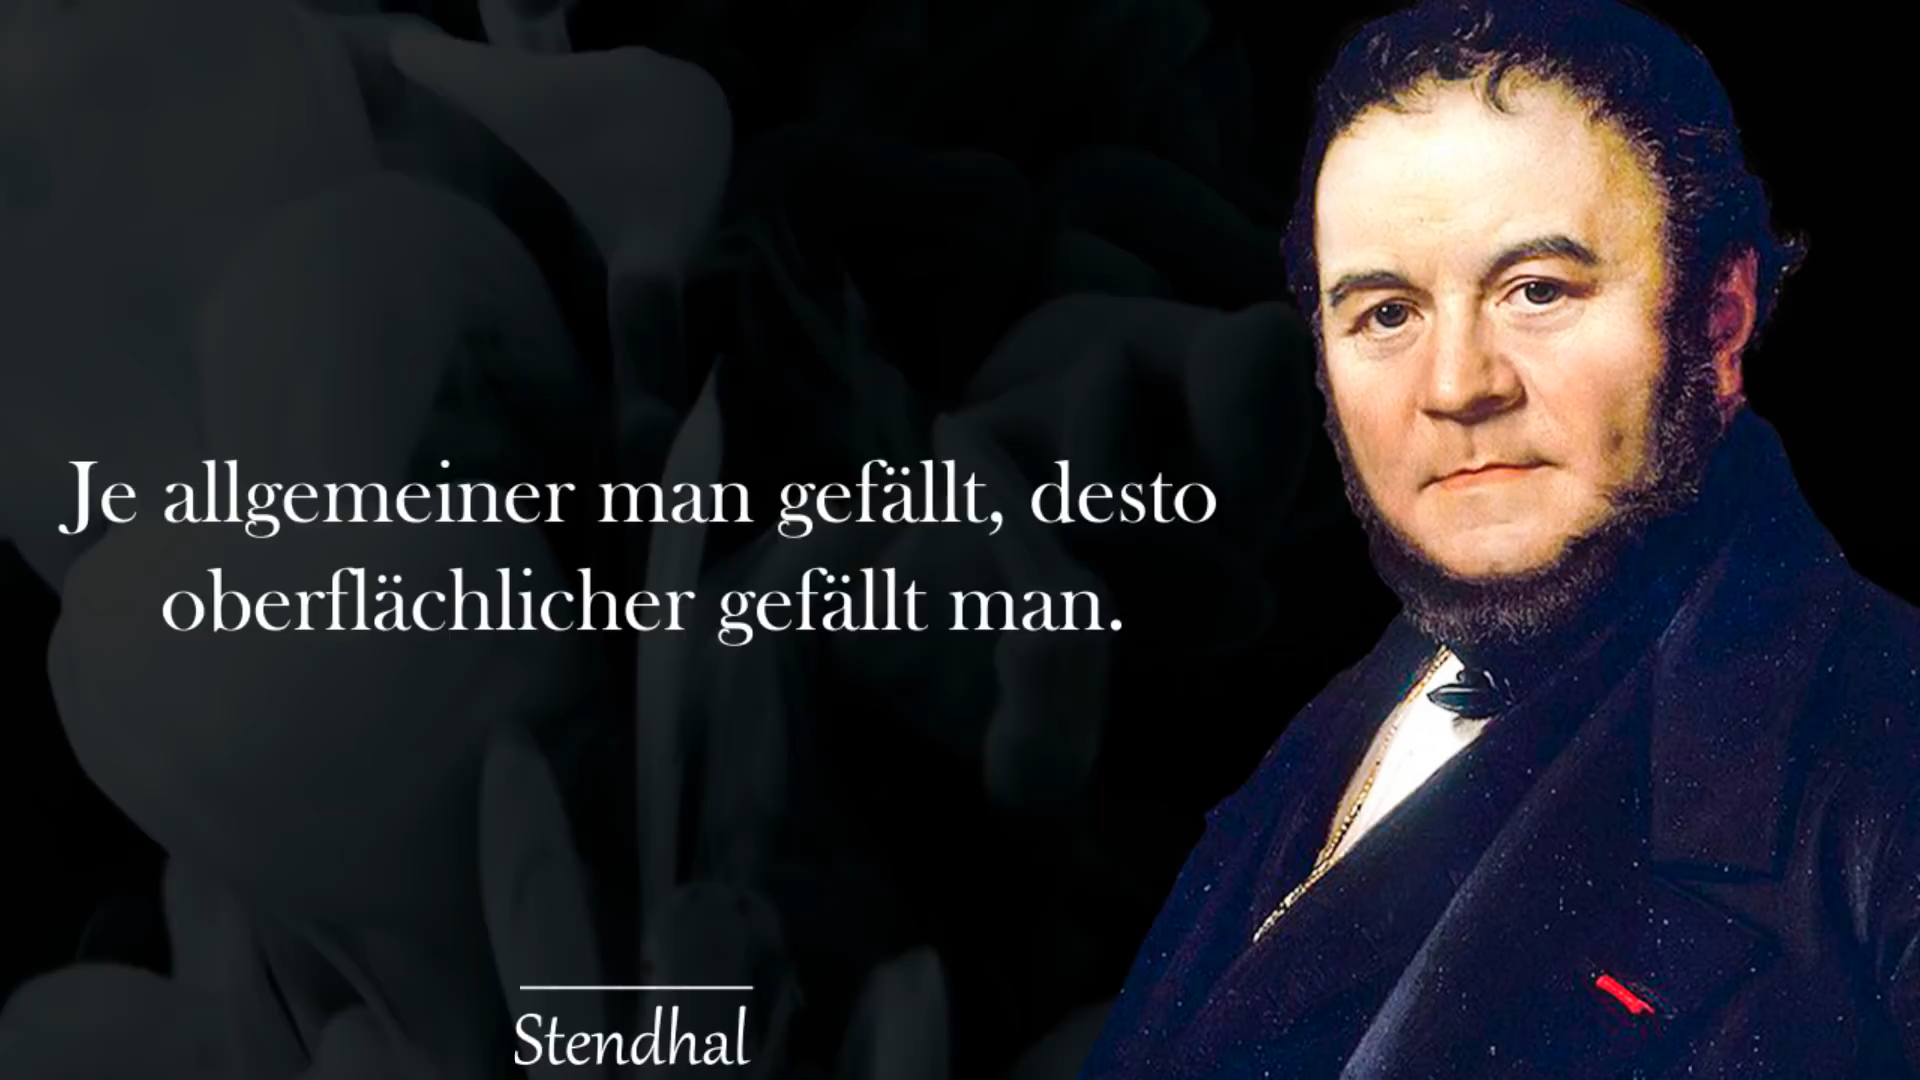 Je allgemeiner man gefällt, desto
oberflächlicher gefällt man.
Stendhal